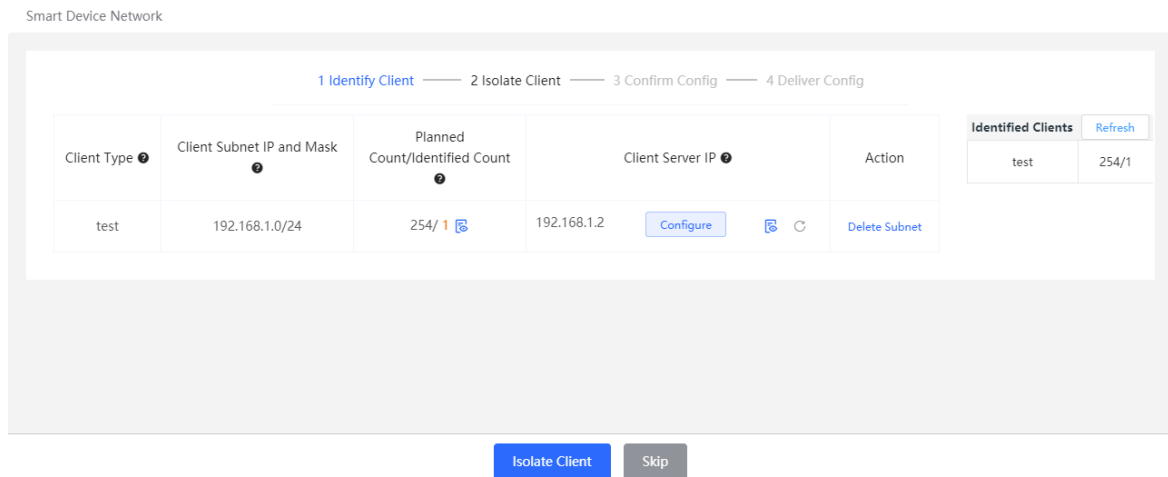 Smart Device Network
1 Identify Client 2 Isolate Client 3 Confirm Config 4 Deliver Config
Client Type
Client Subnet IP and Mask
Planned
Count/Identified Count
Client Server IP
Action
test
192.168.1.0/24
254/ 1
192.168.1.2
Configure
Delete Subnet
Identified Clients
Refresh
test
254/1
Isolate Client
Skip